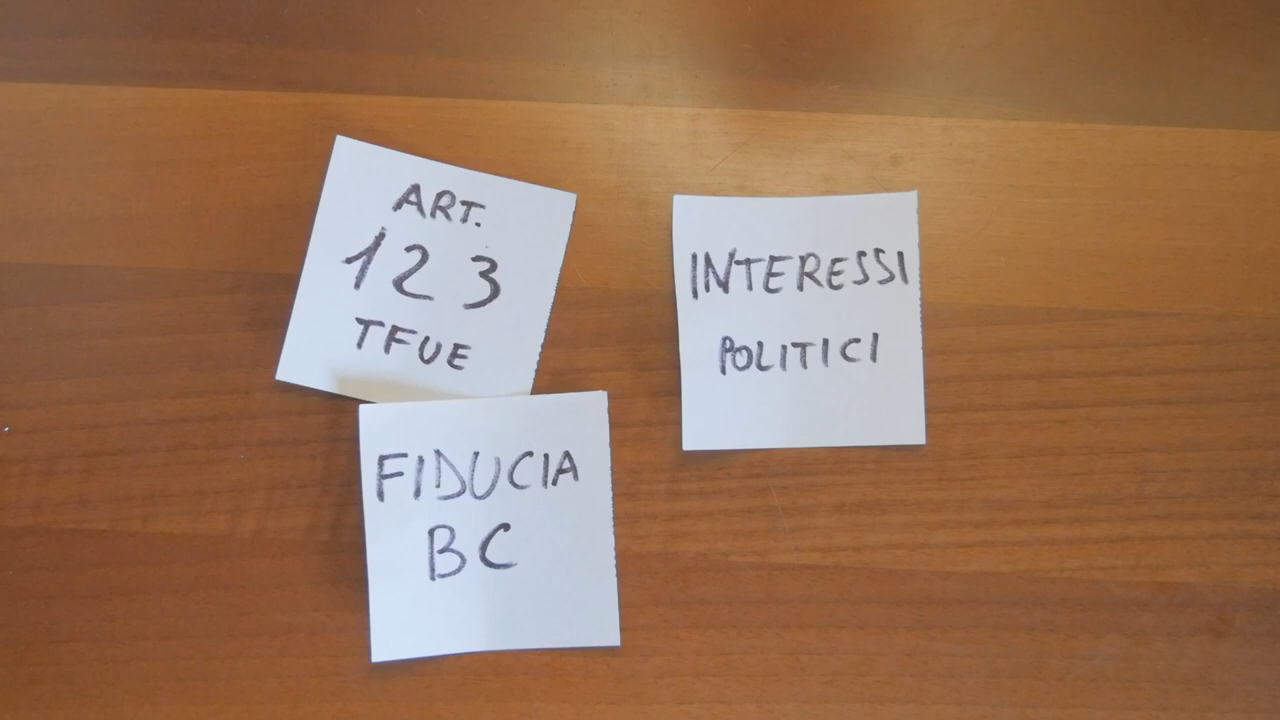 ART.
123
TFUE
INTERESSI
POLITICI
FIDUCIA
BC